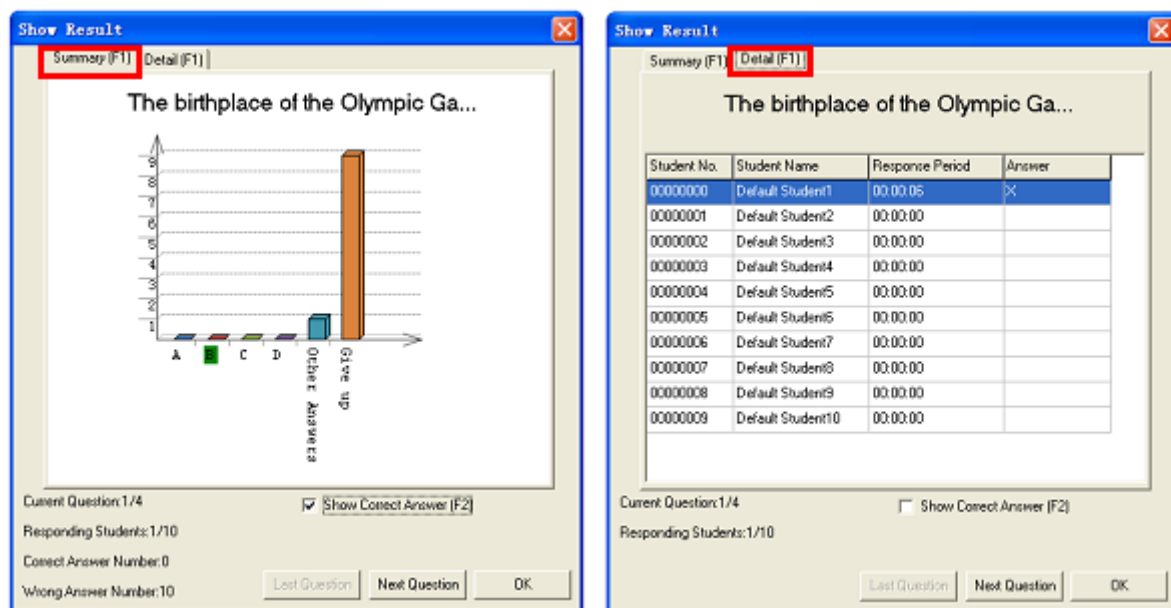 Show Result
Summary (F1) Detail (F1)
The birthplace of the Olympic Ga...
9
8
7
6
5
4
3
2
1
A B C D Other Answers Give up
Current Question:1/4
Show Correct Answer (F2)
Responding Students:1/10
Correct Answer Number:0
Wrong Answer Number:10
Last Question Next Question OK
Show Result
Summary (F1) Detail (F1)
The birthplace of the Olympic Ga...
Student No. Student Name Response Period Answer
00000000 Default Student1 00:00:06 X
00000001 Default Student2 00:00:00
00000002 Default Student3 00:00:00
00000003 Default Student4 00:00:00
00000004 Default Student5 00:00:00
00000005 Default Student6 00:00:00
00000006 Default Student7 00:00:00
00000007 Default Student8 00:00:00
00000008 Default Student9 00:00:00
00000009 Default Student10 00:00:00
Current Question:1/4
Show Correct Answer (F2)
Responding Students:1/10
Last Question Next Question OK